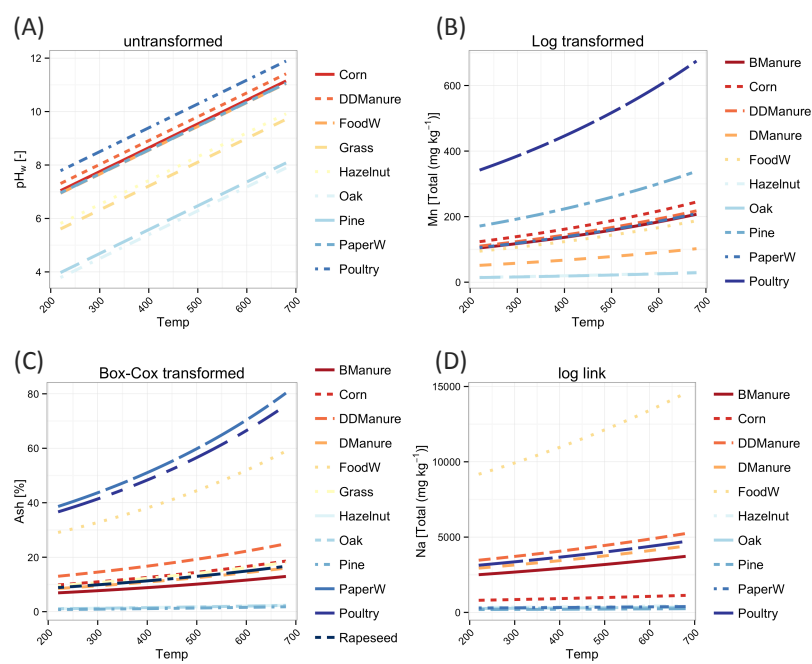 (A)
untransformed
12
10
8
6
4
pHw [-]
200
300
400
500
600
700
Temp
Corn
DDManure
FoodW
Grass
Hazelnut
Oak
Pine
PaperW
Poultry
(B)
Log transformed
600
400
200
0
Mn [Total (mg kg⁻¹)]
200
300
400
500
600
700
Temp
BManure
Corn
DDManure
DManure
FoodW
Hazelnut
Oak
Pine
PaperW
Poultry
(C)
Box-Cox transformed
80
60
40
20
0
Ash [%]
200
300
400
500
600
700
Temp
BManure
Corn
DDManure
DManure
FoodW
Grass
Hazelnut
Oak
Pine
PaperW
Poultry
Rapeseed
(D)
log link
15000
10000
5000
0
Na [Total (mg kg⁻¹)]
200
300
400
500
600
700
Temp
BManure
Corn
DDManure
DManure
FoodW
Hazelnut
Oak
Pine
PaperW
Poultry